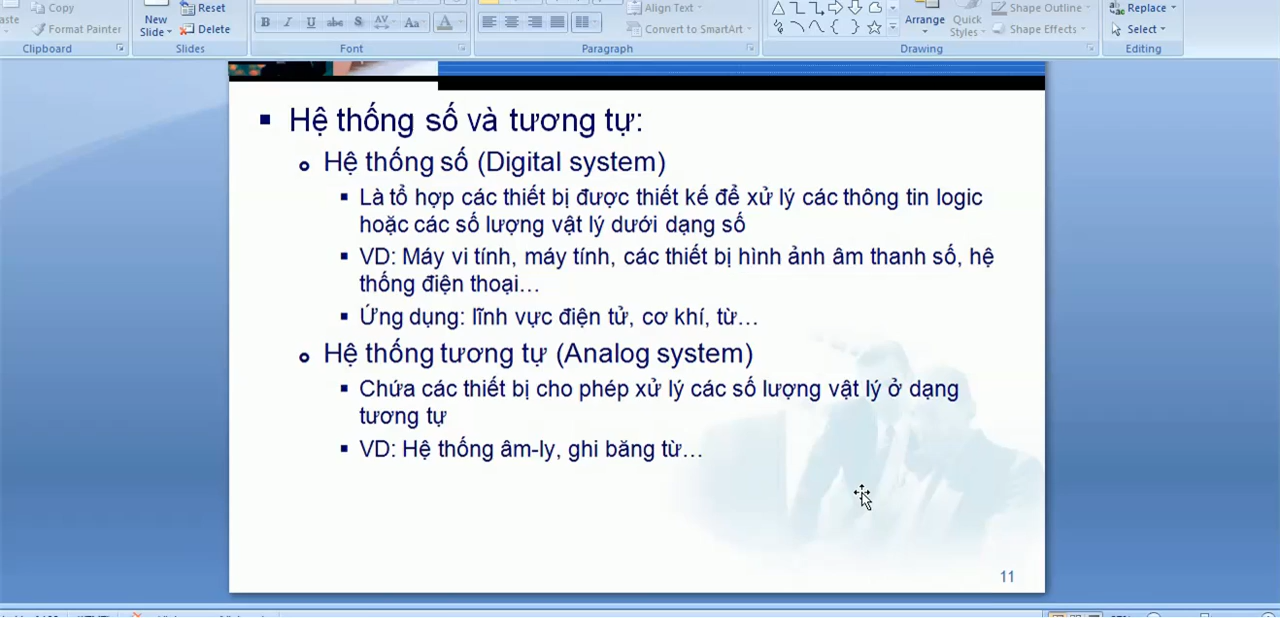 Copy
Format Painter
Clipboard
New
Slide
Reset
Delete
Slides
B I U abc S AV Aa A
Font
Align Text
Convert to SmartArt
Paragraph
Arrange
Quick
Styles
Shape Outline
Shape Effects
Drawing
Replace
Select
Editing
Hệ thống số và tương tự:
Hệ thống số (Digital system)
Là tổ hợp các thiết bị được thiết kế để xử lý các thông tin logic
hoặc các số lượng vật lý dưới dạng số
VD: Máy vi tính, máy tính, các thiết bị hình ảnh âm thanh số, hệ
thống điện thoại…
Ứng dụng: lĩnh vực điện tử, cơ khí, từ…
Hệ thống tương tự (Analog system)
Chứa các thiết bị cho phép xử lý các số lượng vật lý ở dạng
tương tự
VD: Hệ thống âm-ly, ghi băng từ…
11